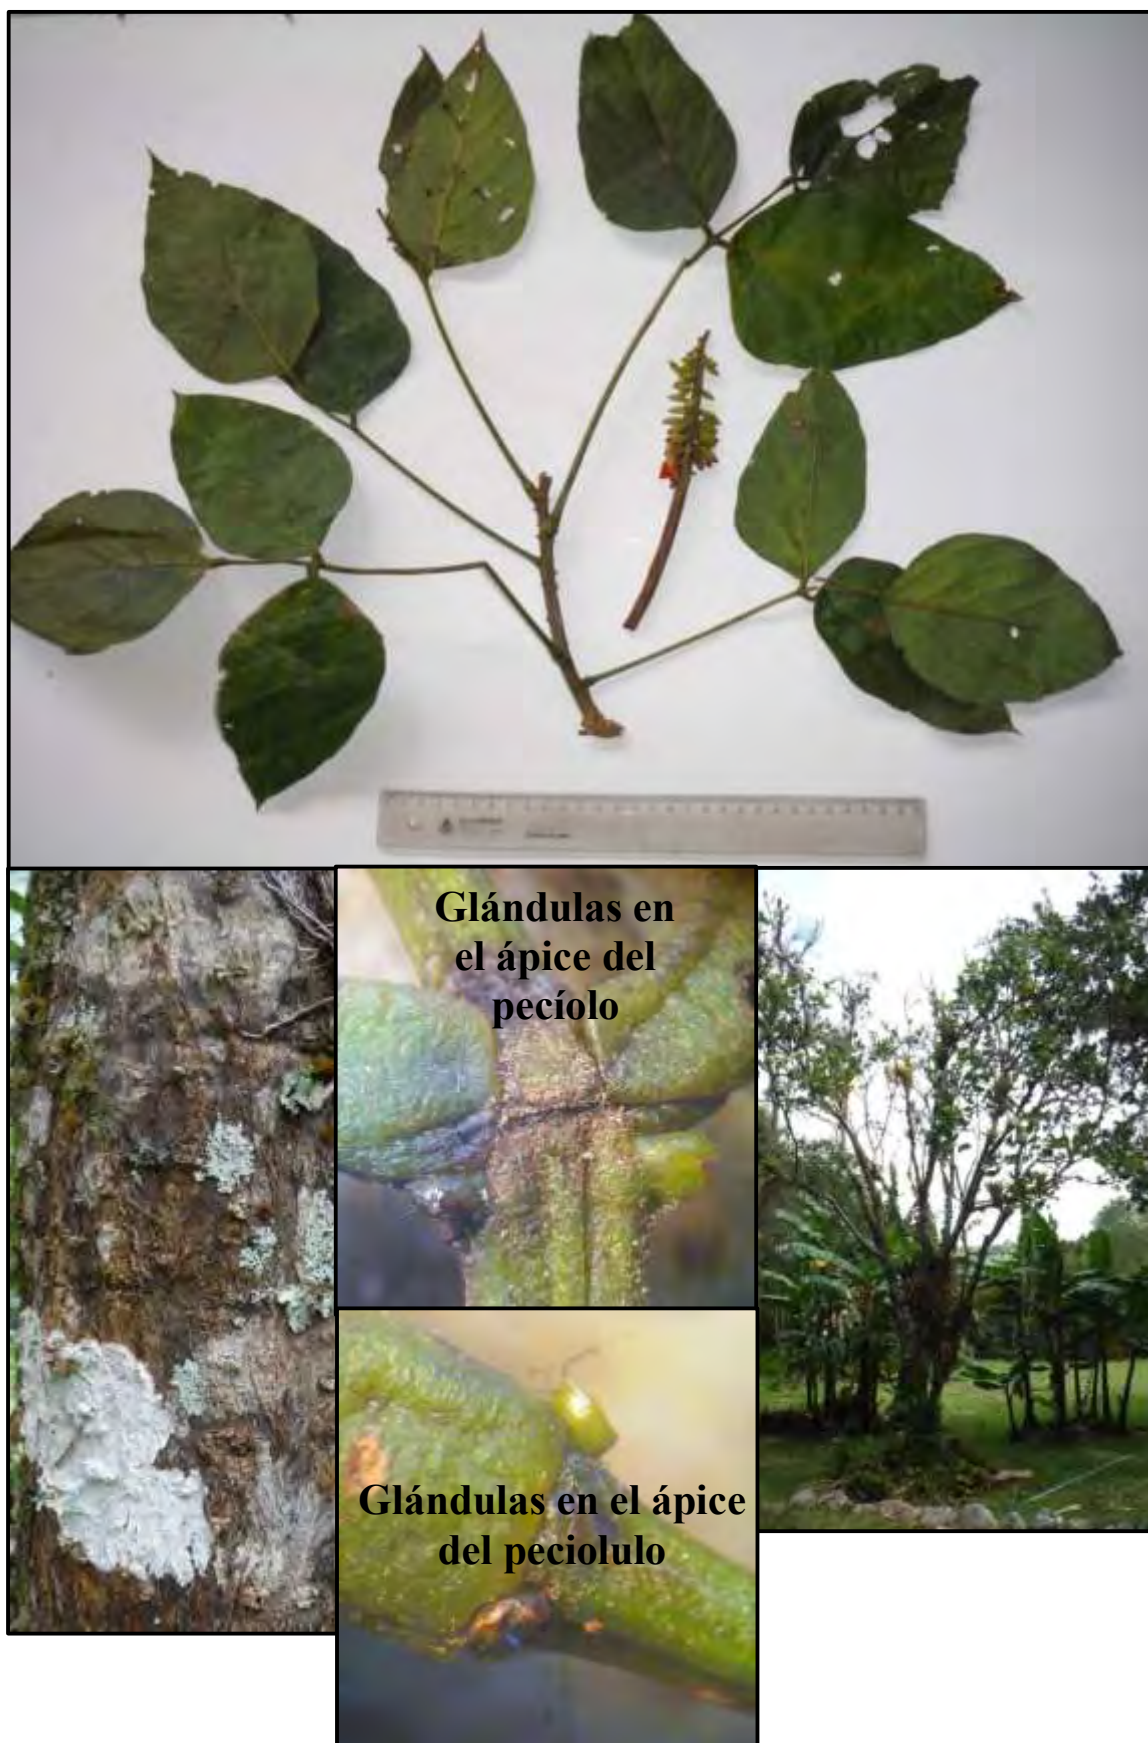 Glándulas en
el ápice del
pecíolo
Glándulas en el ápice
del peciolulo